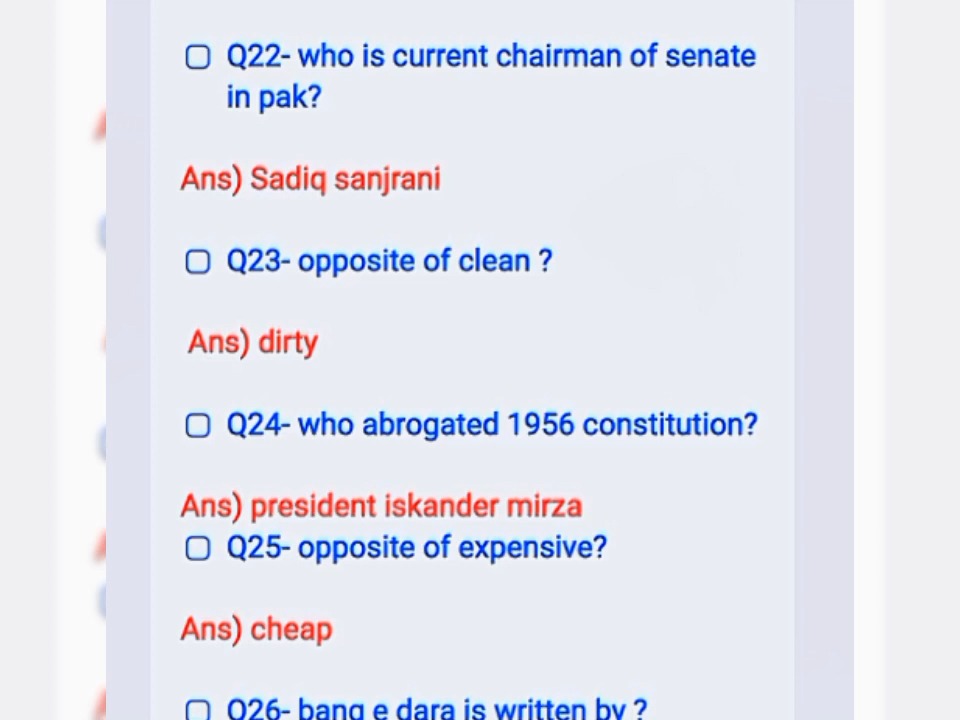 Q22- who is current chairman of senate
in pak?
Ans) Sadiq sanjrani
Q23- opposite of clean ?
Ans) dirty
Q24- who abrogated 1956 constitution?
Ans) president iskander mirza
Q25- opposite of expensive?
Ans) cheap
Q26- bang e dara is written by ?